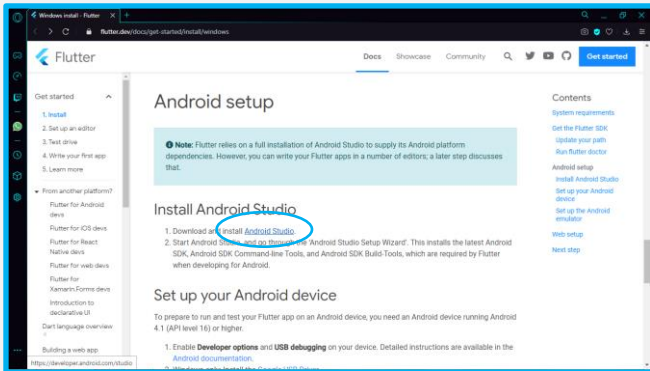 Windows install - Flutter
flutter.dev/docs/get-started/install/windows
Flutter
Docs
Showcase
Community
Get started
Get started
1. Install
2. Set up an editor
3. Test drive
4. Write your first app
5. Learn more
From another platform?
Flutter for Android
devs
Flutter for iOS devs
Flutter for React
Native devs
Flutter for web devs
Flutter for
Xamarin.Forms devs
Introduction to
declarative UI
Dart language overview
Building a web app
https://developer.android.com/studio
Android setup
Note: Flutter relies on a full installation of Android Studio to supply its Android platform
dependencies. However, you can write your Flutter apps in a number of editors; a later step discusses
that.
Install Android Studio
1. Download and install Android Studio.
2. Start Android Studio, and go through the 'Android Studio Setup Wizard'. This installs the latest Android
SDK, Android SDK Command-line Tools, and Android SDK Build-Tools, which are required by Flutter
when developing for Android.
Set up your Android device
To prepare to run and test your Flutter app on an Android device, you need an Android device running Android
4.1 (API level 16) or higher.
1. Enable Developer options and USB debugging on your device. Detailed instructions are available in the
Android documentation.
Contents
System requirements
Get the Flutter SDK
Update your path
Run flutter doctor
Android setup
Install Android Studio
Set up your Android
device
Set up the Android
emulator
Web setup
Next step